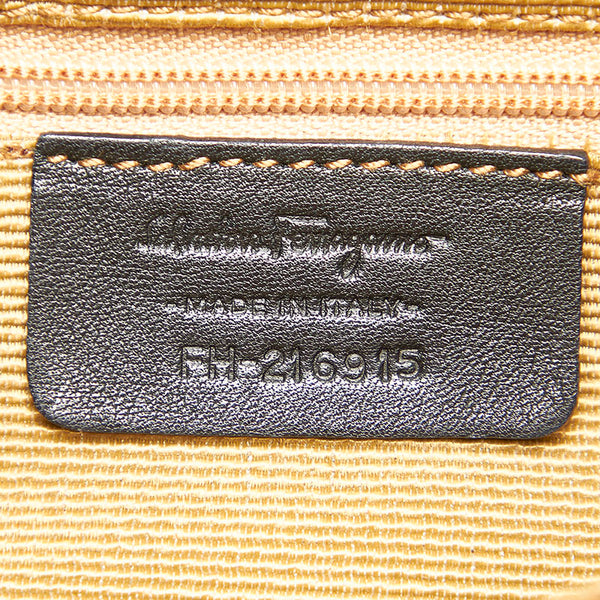 Salvatore Ferragamo
MADE IN ITALY
FH-216915